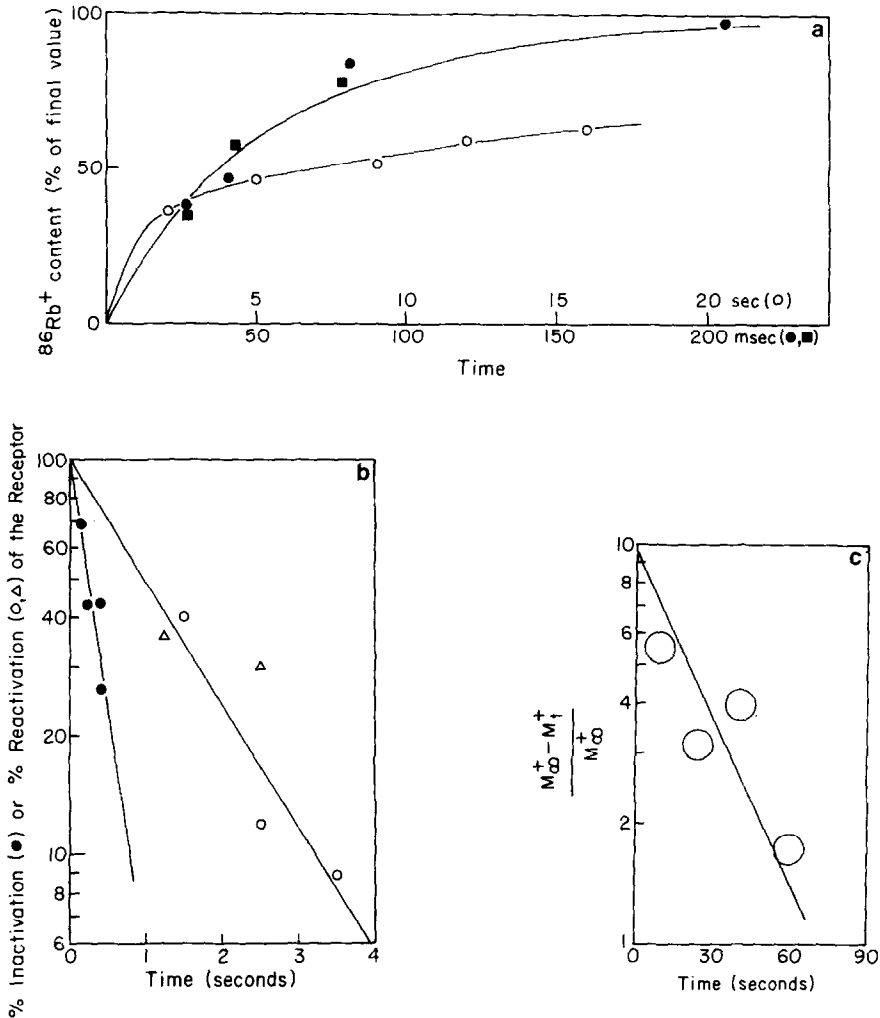 a
⁸⁶Rb⁺ content (% of final value)
100
50
0
5 10 15 20 sec (○)
50 100 150 200 msec (●,■)
Time
b
% Inactivation (●) or % Reactivation (○,△) of the Receptor
100
80
60
40
20
10
8
6
0 1 2 3 4
Time (seconds)
c
M⁺∞ − M⁺t
M⁺∞
10
8
6
4
2
1
0 30 60 90
Time (seconds)